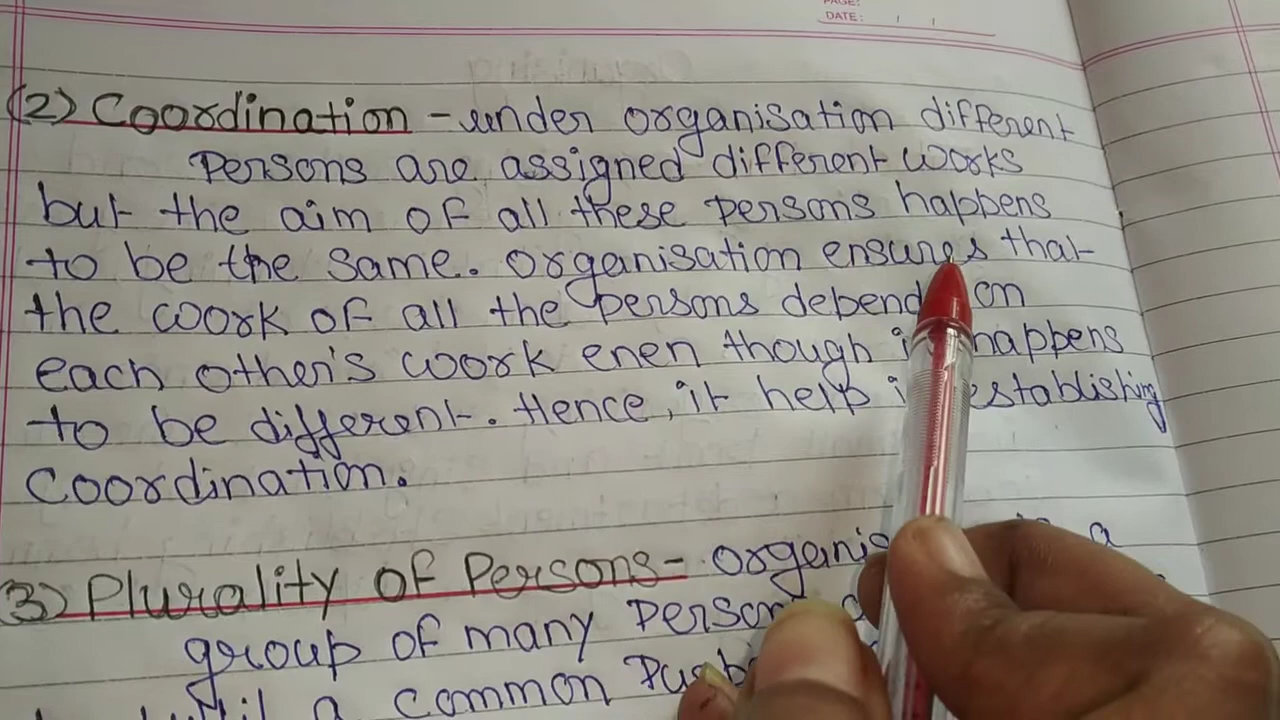 PAGE:
DATE: / /
(2) Coordination - under organisation different
Persons are assigned different works
but the aim of all these persons happens
to be the same. Organisation ensures that
the work of all the persons depend on
each other's work enen though happens
to be different. Hence, it help establishing
Coordination.
3) Plurality of Persons- a
group of many
a common